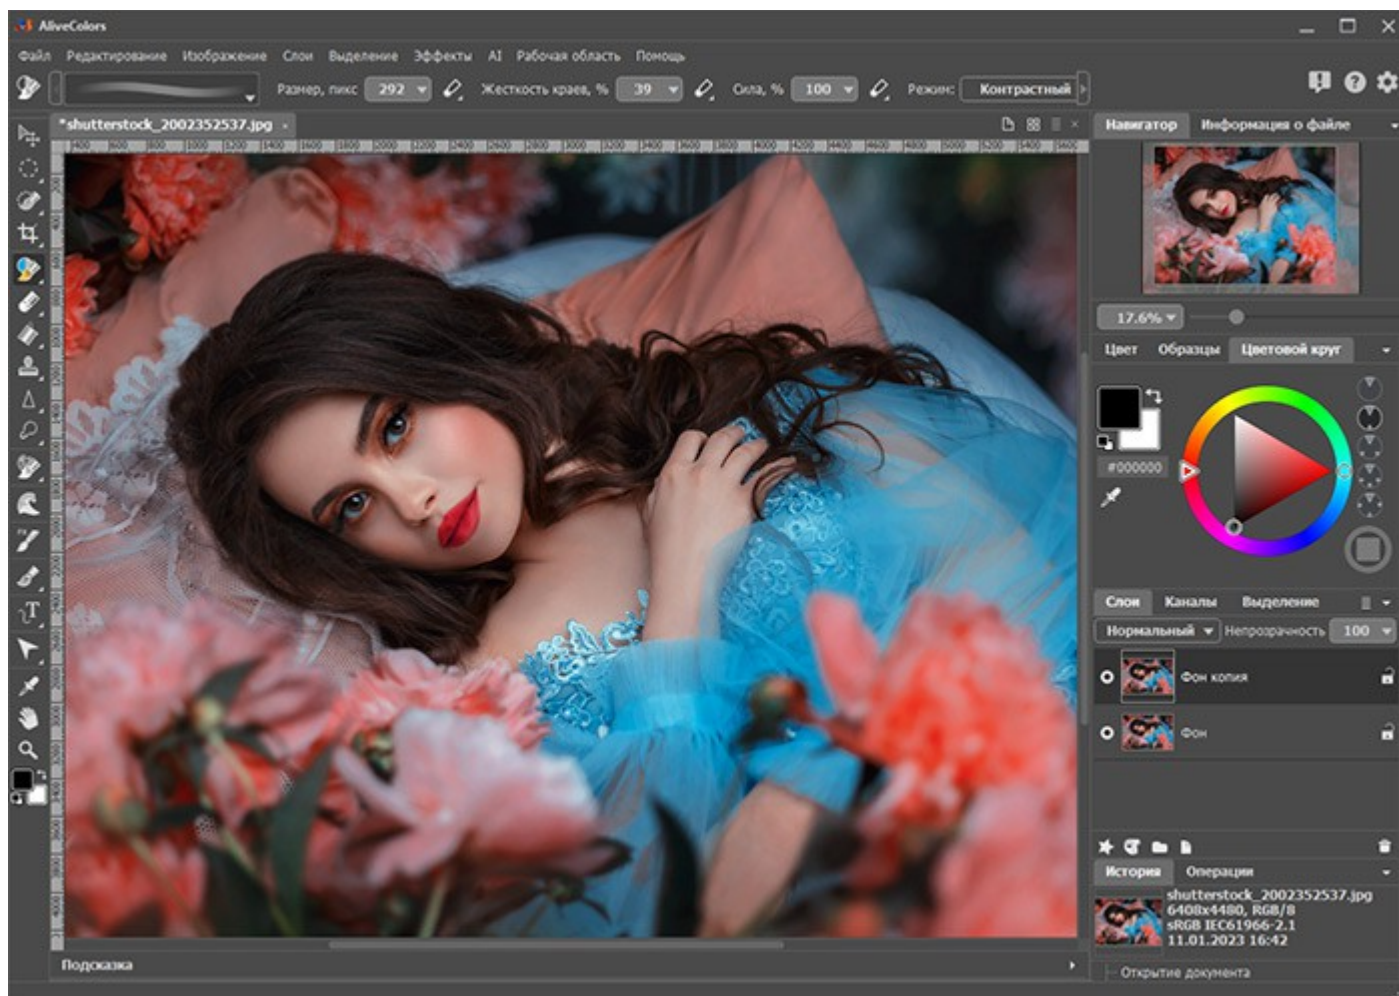 AliveColors
Файл Редактирование Изображение Слои Выделение Эффекты AI Рабочая область Помощь
Размер, пикс 292 Жесткость краев, % 39 Сила, % 100 Режим: Контрастный
*shutterstock_2002352537.jpg
Навигатор Информация о файле
17.6%
Цвет Образцы Цветовой круг
#000000
Слои Каналы Выделение
Нормальный Непрозрачность 100
Фон копия
Фон
История Операции
shutterstock_2002352537.jpg
6408x4480, RGB/8
sRGB IEC61966-2.1
11.01.2023 16:42
Подсказка
Открытие документа